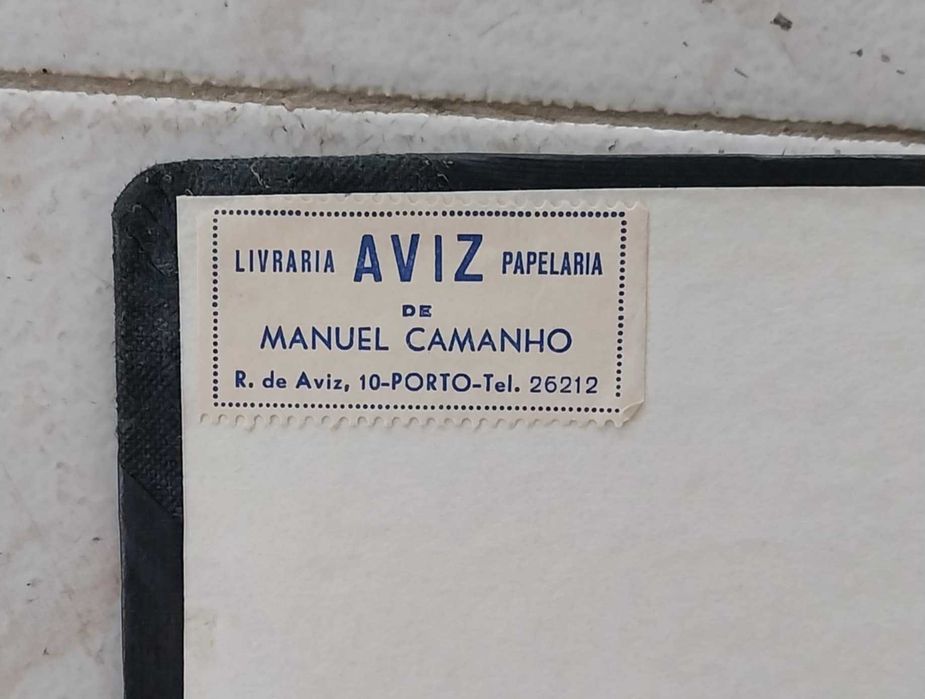 LIVRARIA AVIZ PAPELARIA
DE
MANUEL CAMANHO
R. de Aviz, 10-PORTO-Tel. 26212